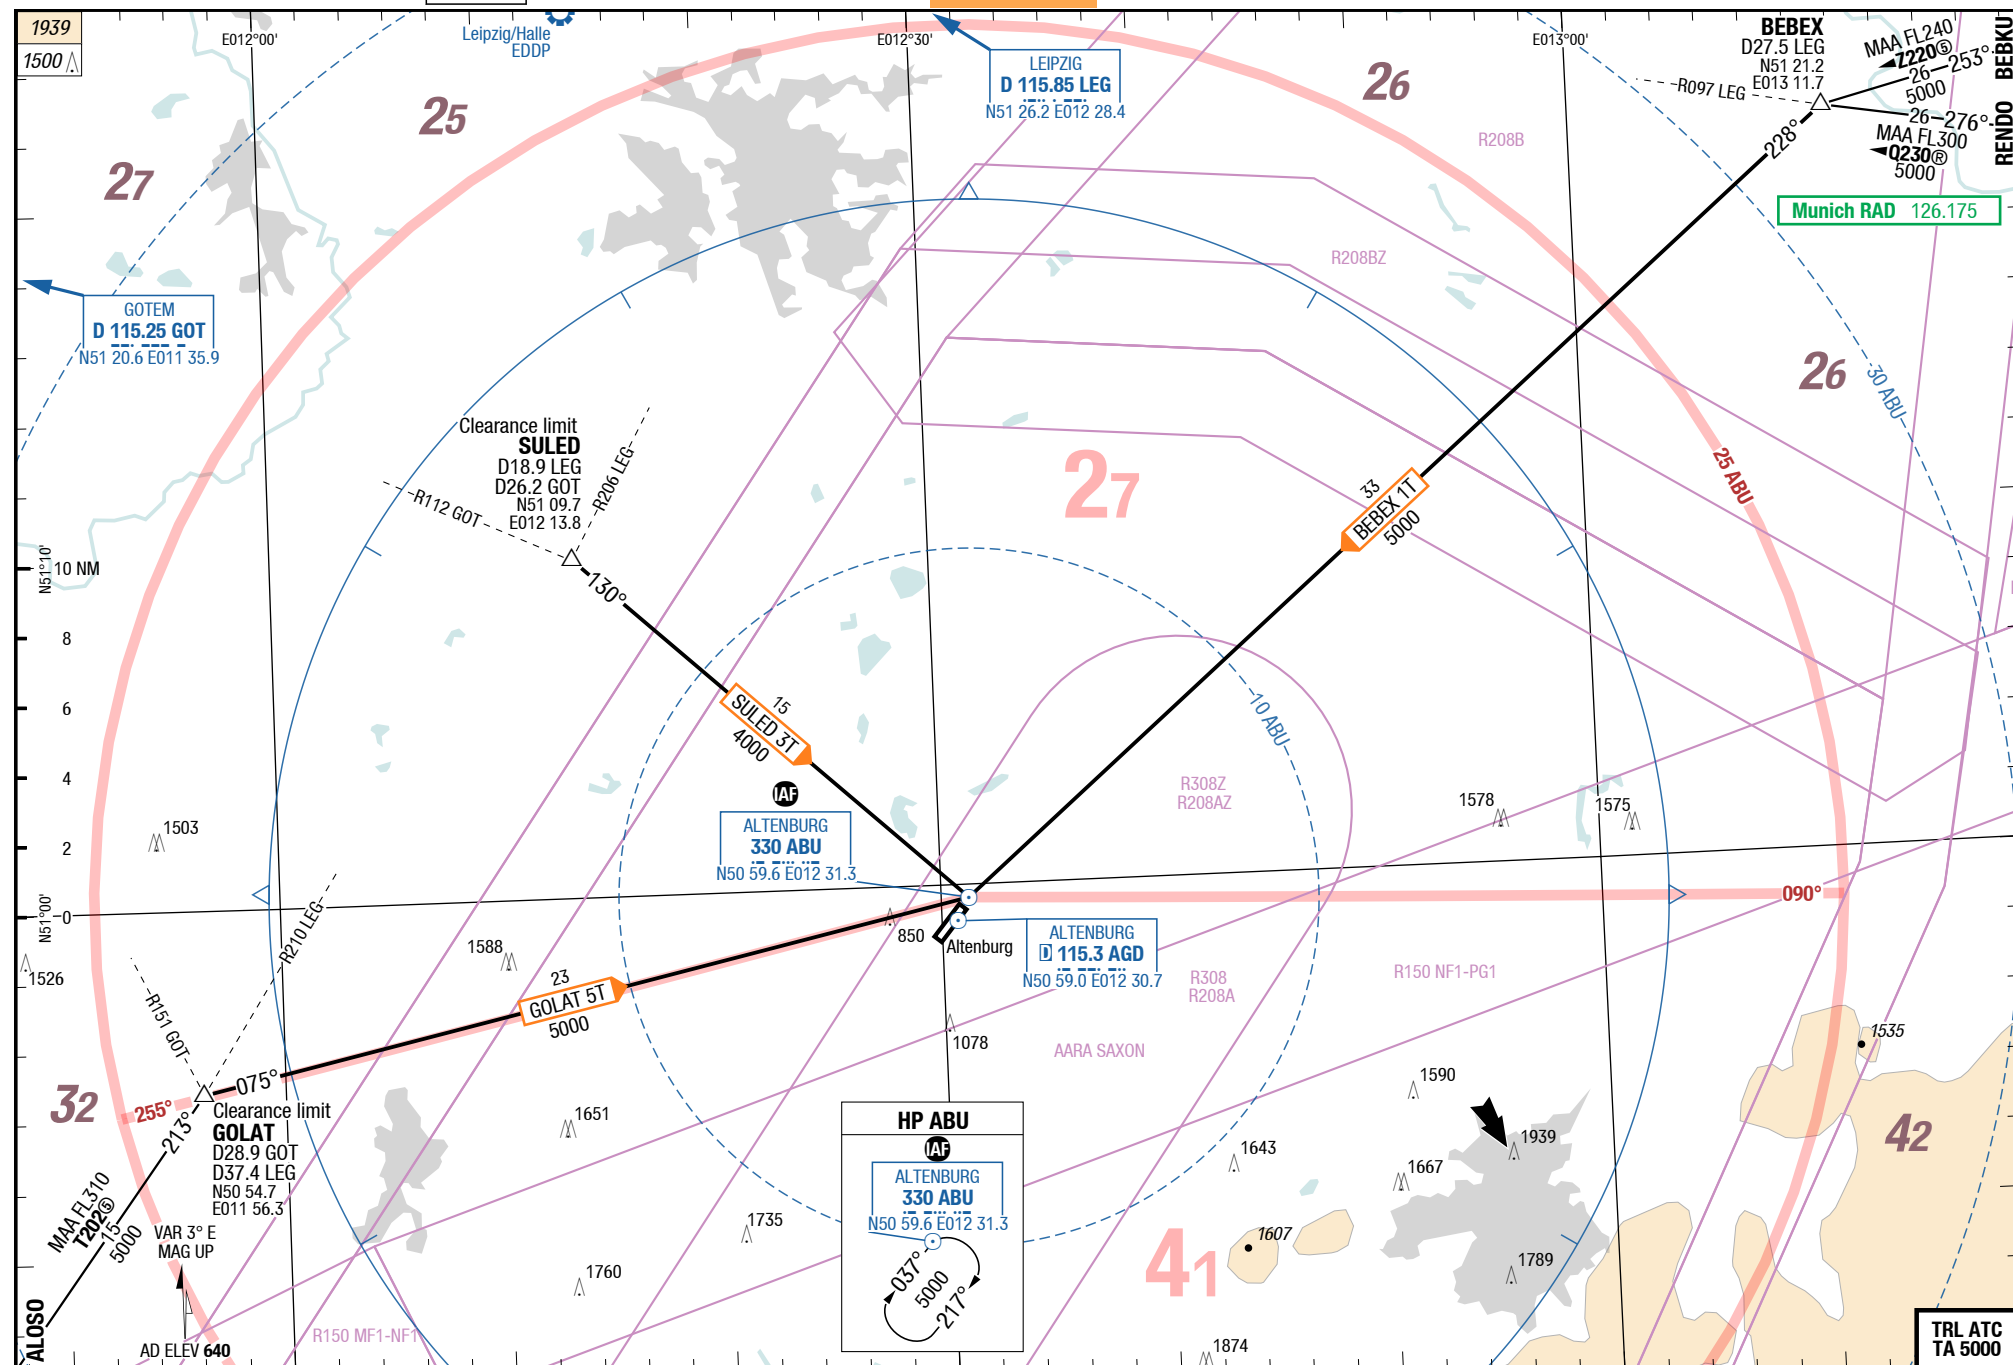 1939
1500
E012°00'
Leipzig/Halle
EDDP
E012°30'
LEIPZIG
D 115.85 LEG
N51 26.2 E012 28.4
E013°00'
BEBEX
D27.5 LEG
N51 21.2
E013 11.7
R097 LEG
228°
MAA FL240
Z220⑤
26
253°
5000
26
276°
MAA FL300
Q230Ⓡ
5000
BEBKU
RENDO
Munich RAD 126.175
25
26
27
R208B
R208BZ
GOTEM
D 115.25 GOT
N51 20.6 E011 35.9
26
30 ABU
25 ABU
Clearance limit
SULED
D18.9 LEG
D26.2 GOT
N51 09.7
E012 13.8
R112 GOT
R206 LEG
130°
27
33
BEBEX 1T
5000
N51°10'
10 NM
8
6
4
2
0
N51°00'
15
SULED 3T
4000
10 ABU
IAF
ALTENBURG
330 ABU
N50 59.6 E012 31.3
R308Z
R208AZ
1578
1575
1503
090°
850
Altenburg
ALTENBURG
D 115.3 AGD
N50 59.0 E012 30.7
R308
R208A
R150 NF1-PG1
1588
1526
R210 LEG
R151 GOT
23
GOLAT 5T
5000
1078
AARA SAXON
1535
1590
32
255°
075°
213°
Clearance limit
GOLAT
D28.9 GOT
D37.4 LEG
N50 54.7
E011 56.3
1651
HP ABU
IAF
ALTENBURG
330 ABU
N50 59.6 E012 31.3
037°
5000
217°
1643
1939
1667
42
MAA FL310
T202⑤
15
5000
VAR 3° E
MAG UP
1735
1607
41
1789
1760
ALOSO
R150 MF1-NF1
AD ELEV 640
1874
TRL ATC
TA 5000